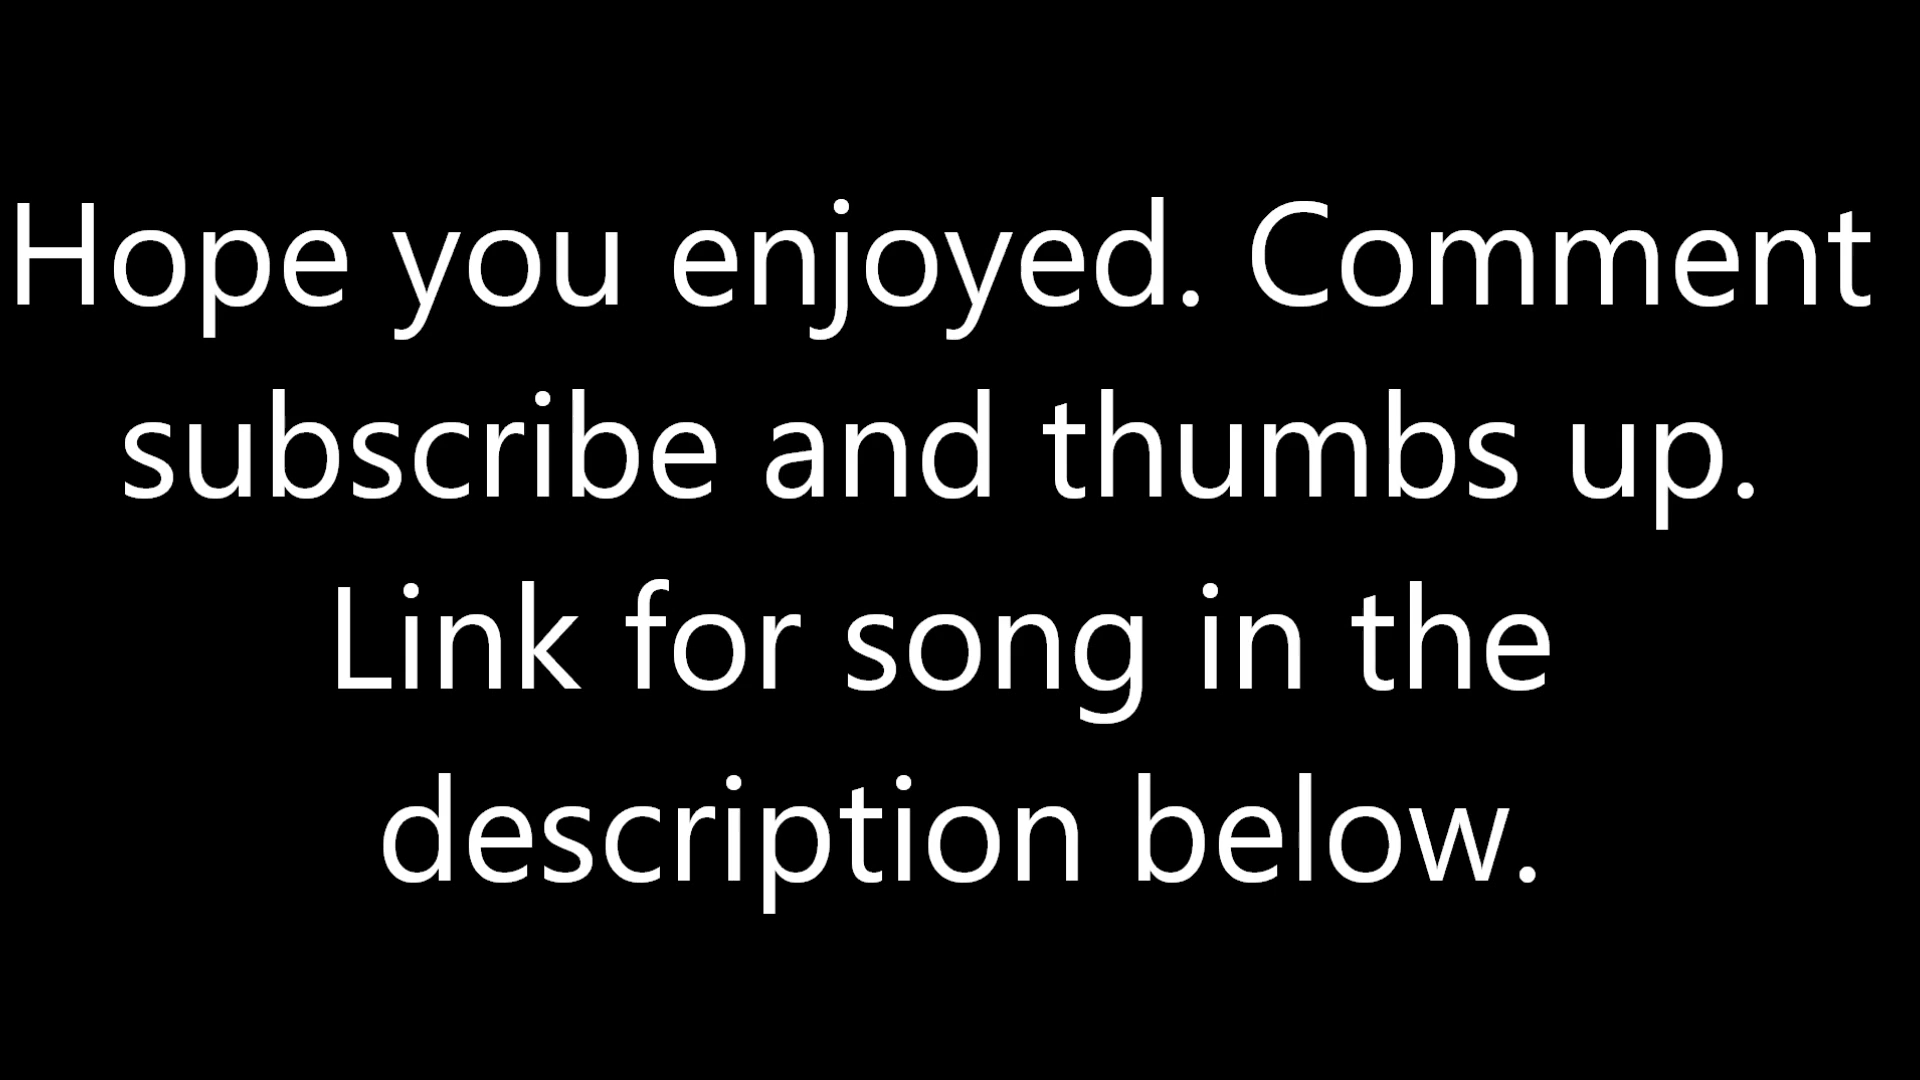 Hope you enjoyed. Comment
subscribe and thumbs up.
Link for song in the
description below.